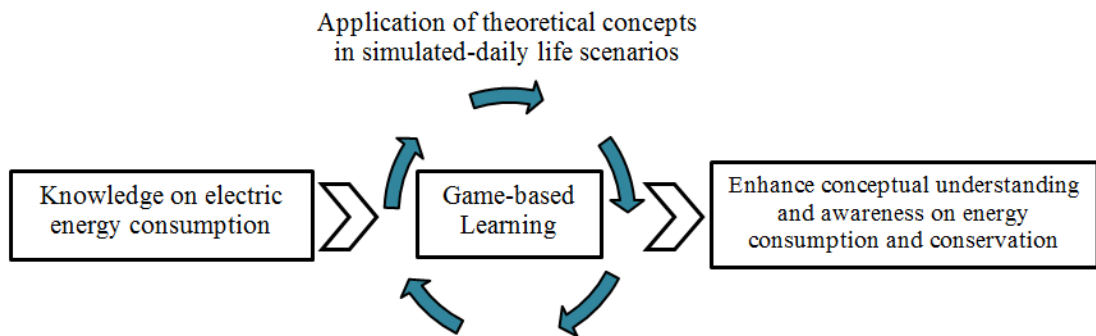 Application of theoretical concepts
in simulated-daily life scenarios
Knowledge on electric
energy consumption
Game-based
Learning
Enhance conceptual understanding
and awareness on energy
consumption and conservation